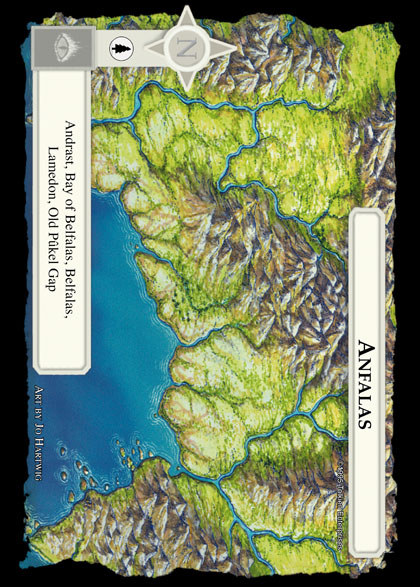 N
ANFALAS
Andrast, Bay of Belfalas, Belfalas,
Lamedon, Old Pûkel Gap
ART BY JO HARTWIG